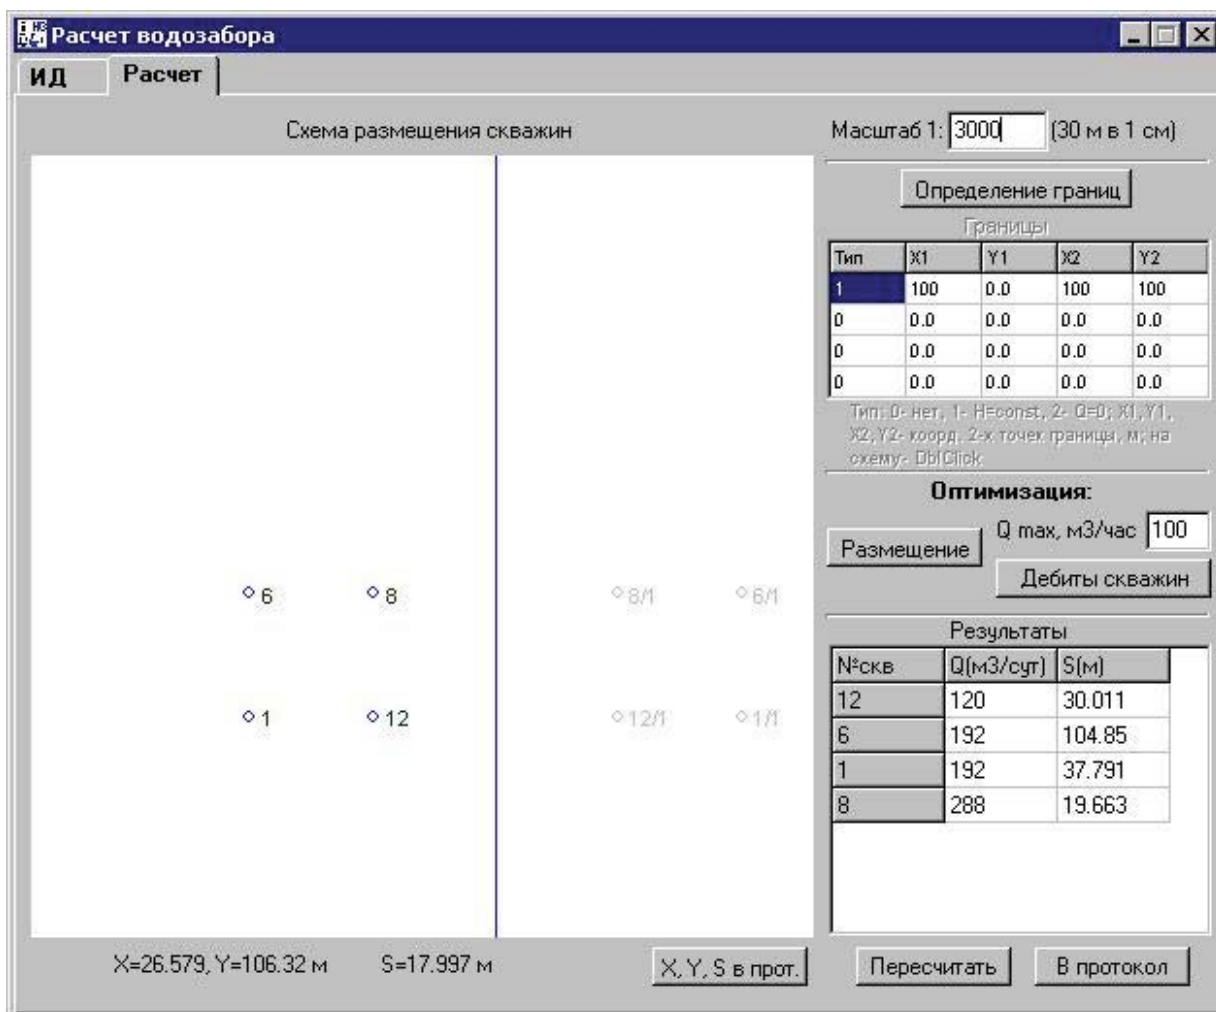 Расчет водозабора
ИД Расчет
Схема размещения скважин
Масштаб 1: 3000 (30 м в 1 см)
Определение границ
Границы
Тип X1 Y1 X2 Y2
1 100 0.0 100 100
0 0.0 0.0 0.0 0.0
0 0.0 0.0 0.0 0.0
0 0.0 0.0 0.0 0.0
Тип: 0- нет, 1- H=const, 2- Q=0; X1,Y1,
X2,Y2- коорд. 2-х точек границы, м; на
схему- DblClick
Оптимизация:
Q max, м3/час 100
Размещение
Дебиты скважин
6 8 8/1 6/1
1 12 12/1 1/1
Результаты
№скв Q(м3/сут) S(м)
12 120 30.011
6 192 104.85
1 192 37.791
8 288 19.663
X=26.579, Y=106.32 м S=17.997 м
X, Y, S в прот.
Пересчитать
В протокол